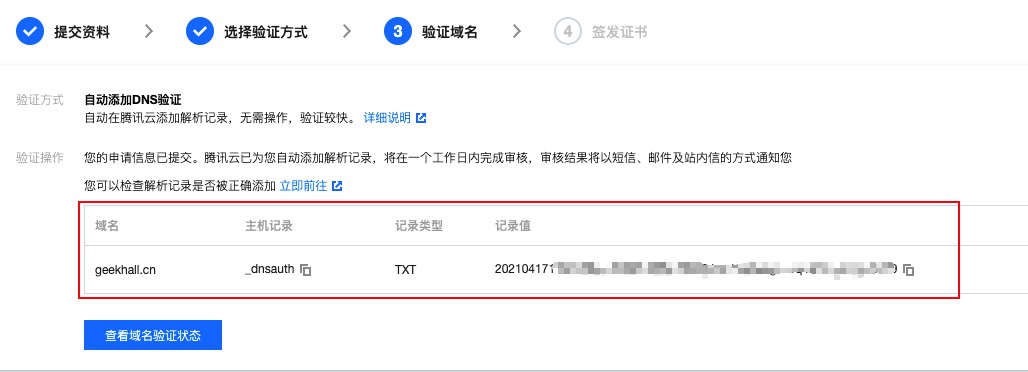 提交资料 选择验证方式 3 验证域名 4 签发证书
验证方式 自动添加DNS验证
自动在腾讯云添加解析记录，无需操作，验证较快。 详细说明
验证操作 您的申请信息已提交。腾讯云已为您自动添加解析记录，将在一个工作日内完成审核，审核结果将以短信、邮件及站内信的方式通知您
您可以检查解析记录是否被正确添加 立即前往
域名 主机记录 记录类型 记录值
geekhall.cn _dnsauth TXT 202104171
查看域名验证状态